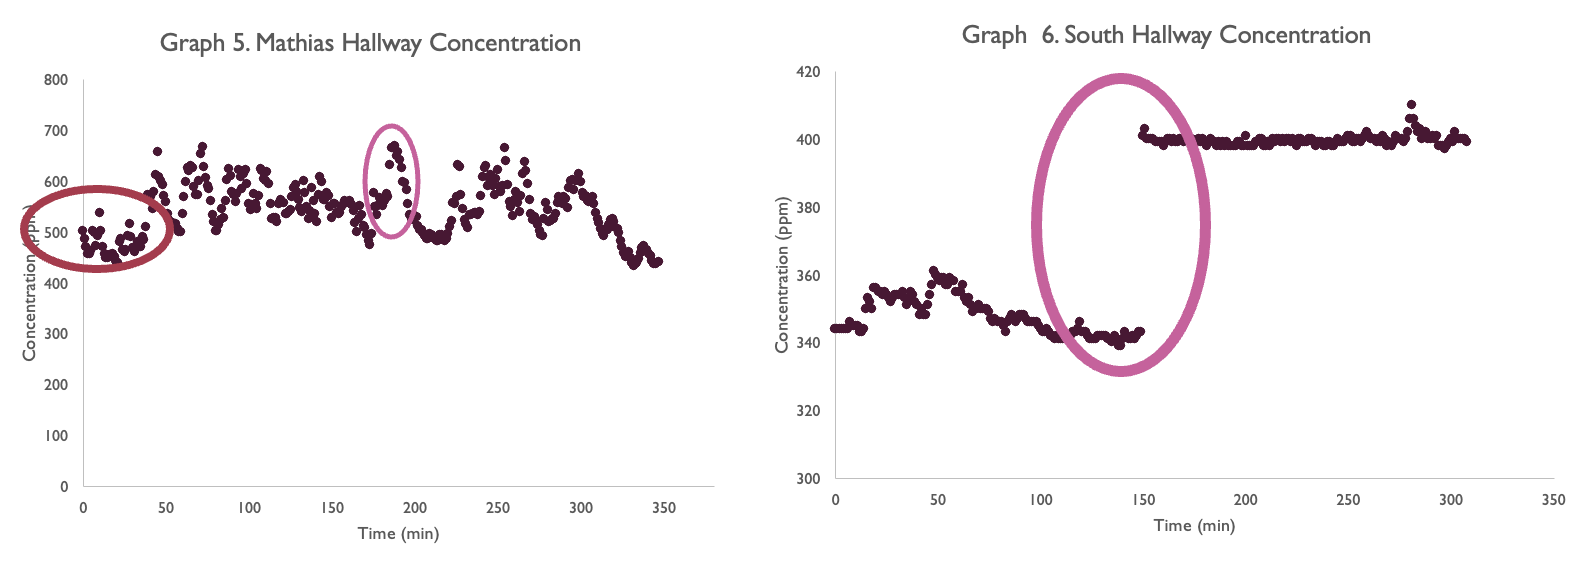 Graph 5. Mathias Hallway Concentration
800
700
600
500
400
300
200
100
0
Concentration (ppm)
0 50 100 150 200 250 300 350
Time (min)
Graph 6. South Hallway Concentration
420
400
380
360
340
320
300
Concentration (ppm)
0 50 100 150 200 250 300 350
Time (min)